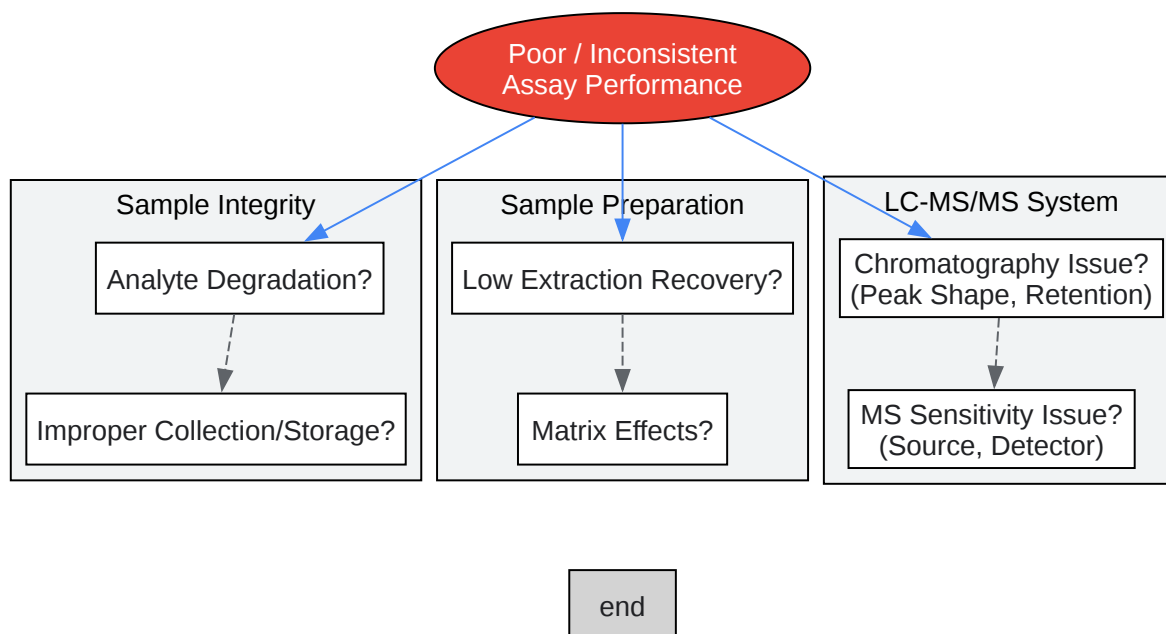 Poor / Inconsistent
Assay Performance
Sample Integrity
Analyte Degradation?
Improper Collection/Storage?
Sample Preparation
Low Extraction Recovery?
Matrix Effects?
LC-MS/MS System
Chromatography Issue?
(Peak Shape, Retention)
MS Sensitivity Issue?
(Source, Detector)
end